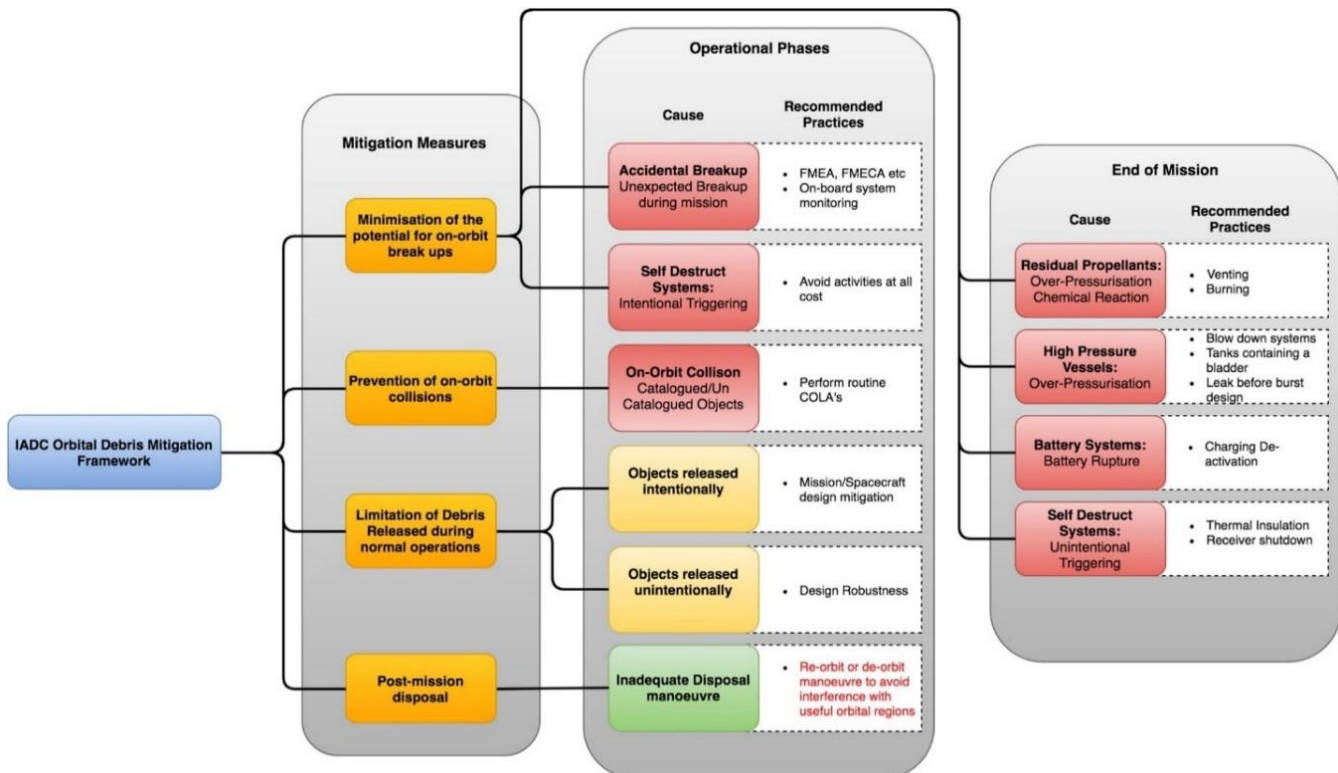 IADC Orbital Debris Mitigation
Framework
Mitigation Measures
Minimisation of the
potential for on-orbit
break ups
Prevention of on-orbit
collisions
Limitation of Debris
Released during
normal operations
Post-mission
disposal
Operational Phases
Cause
Recommended
Practices
Accidental Breakup
Unexpected Breakup
during mission
• FMEA, FMECA etc
• On-board system
monitoring
Self Destruct
Systems:
Intentional Triggering
• Avoid activities at all
cost
On-Orbit Collison
Catalogued/Un
Catalogued Objects
• Perform routine
COLA's
Objects released
intentionally
• Mission/Spacecraft
design mitigation
Objects released
unintentionally
• Design Robustness
Inadequate Disposal
manoeuvre
• Re-orbit or de-orbit
manoeuvre to avoid
interference with
useful orbital regions
End of Mission
Cause
Recommended
Practices
Residual Propellants:
Over-Pressurisation
Chemical Reaction
• Venting
• Burning
High Pressure
Vessels:
Over-Pressurisation
• Blow down systems
• Tanks containing a
bladder
• Leak before burst
design
Battery Systems:
Battery Rupture
• Charging De-
activation
Self Destruct
Systems:
Unintentional
Triggering
• Thermal Insulation
• Receiver shutdown